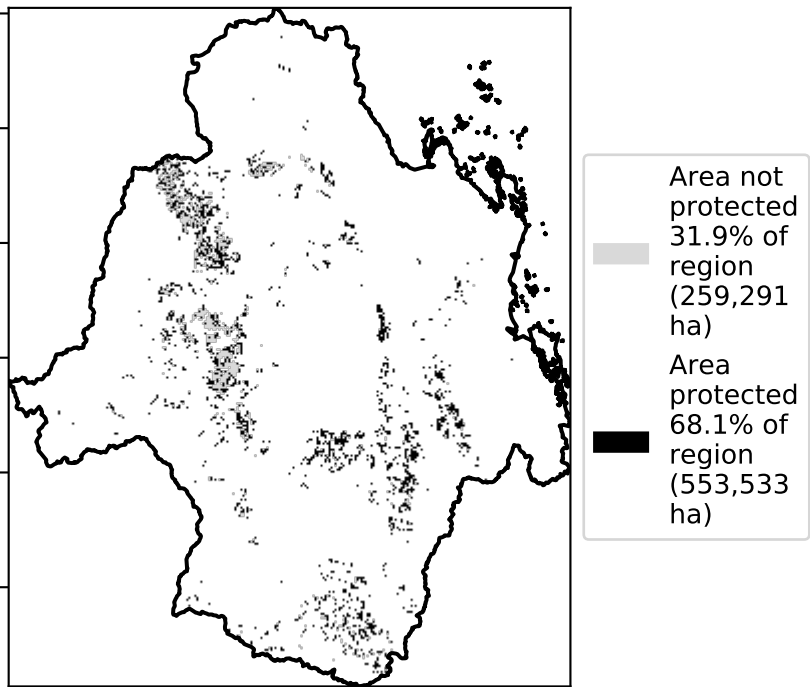 Area not
protected
31.9% of
region
(259,291
ha)
Area
protected
68.1% of
region
(553,533
ha)